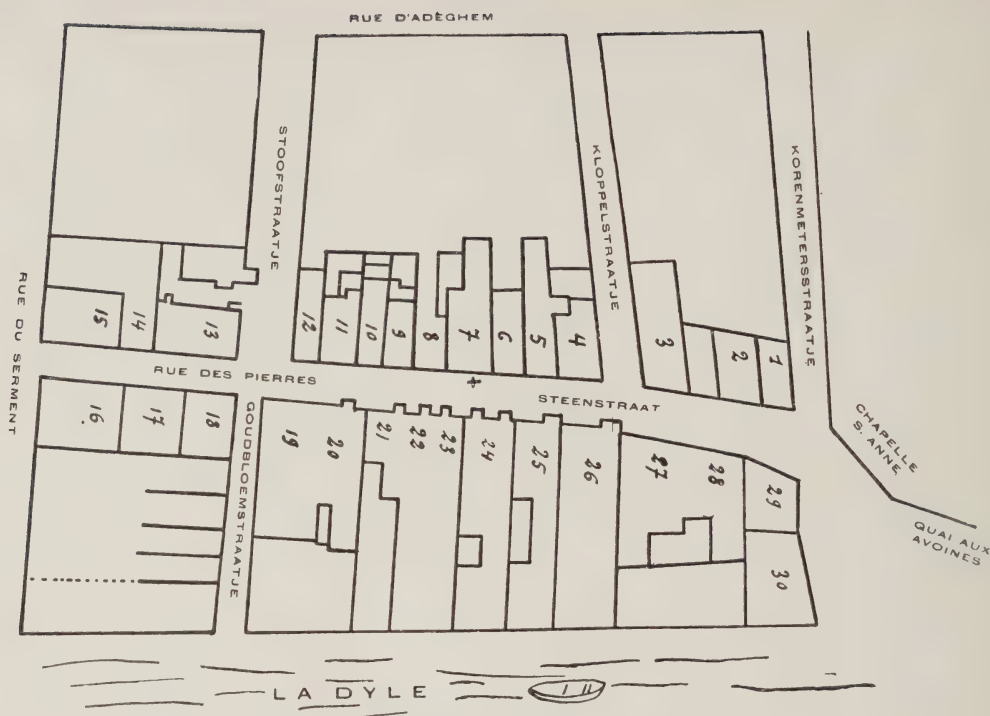 RUE D'ADÈGHEM
STOOFSTRAATJE
KLOPPELSTRAATJE
KORENMETERSSTRAATJE
RUE DU SERMENT
15
14
13
12
11
10
9
8
7
6
5
4
3
2
1
RUE DES PIERRES
STEENSTRAAT
CHAPELLE
S. ANNE
QUAI AUX
AVOINES
16.
17
18
GOUDBLOEMSTRAATJE
19
20
21
22
23
24
25
26
27
28
29
30
LA DYLE